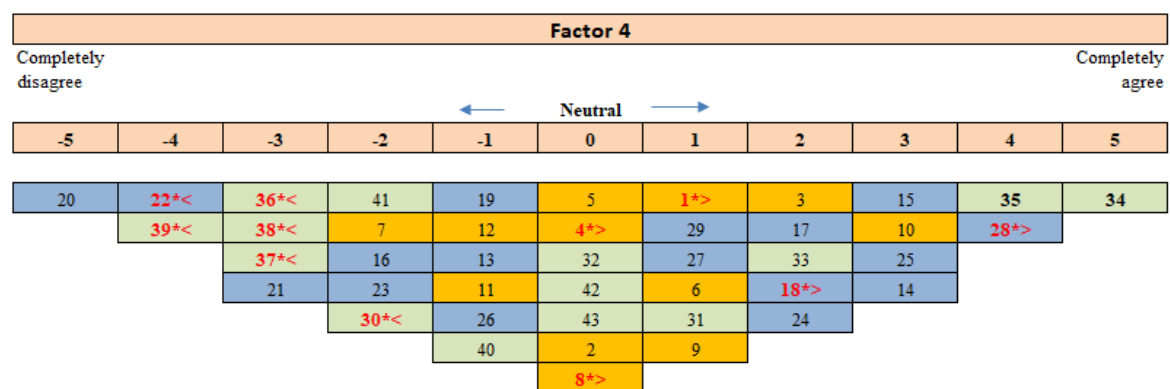 Factor 4
Completely disagree Completely agree
Neutral
-5 -4 -3 -2 -1 0 1 2 3 4 5
20 22*< 36*< 41 19 5 1*> 3 15 35 34
39*< 38*< 7 12 4*> 29 17 10 28*>
37*< 16 13 32 27 33 25
21 23 11 42 6 18*> 14
30*< 26 43 31 24
40 2 9
8*>